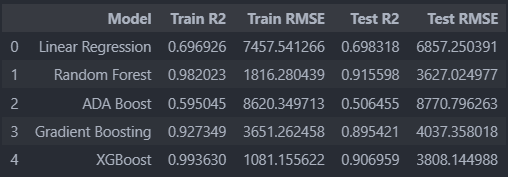 Model Train R2 Train RMSE Test R2 Test RMSE
0 Linear Regression 0.696926 7457.541266 0.698318 6857.250391
1 Random Forest 0.982023 1816.280439 0.915598 3627.024977
2 ADA Boost 0.595045 8620.349713 0.506455 8770.796263
3 Gradient Boosting 0.927349 3651.262458 0.895421 4037.358018
4 XGBoost 0.993630 1081.155622 0.906959 3808.144988